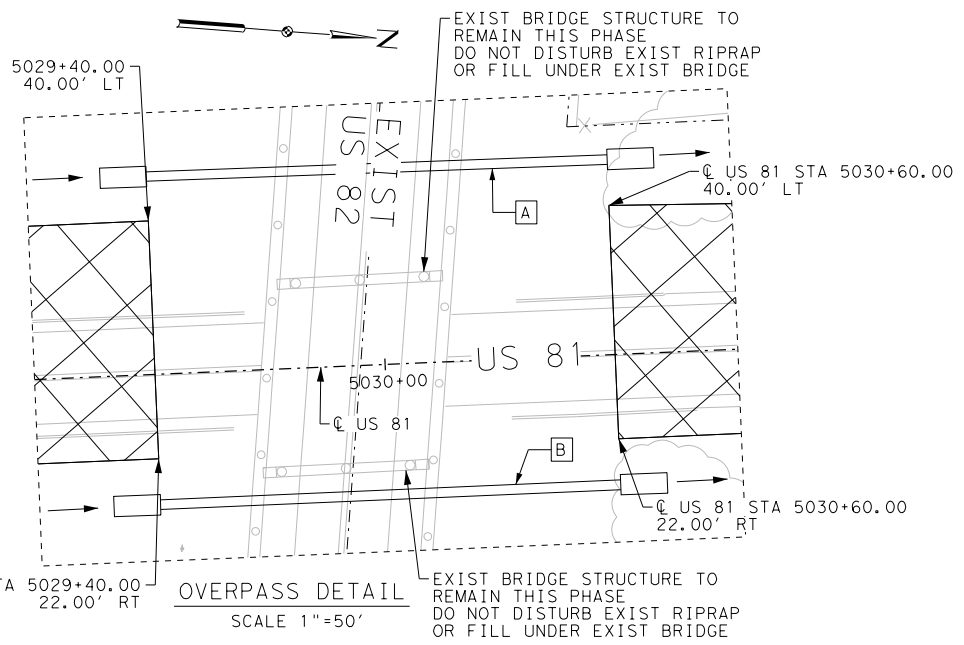 N
EXIST BRIDGE STRUCTURE TO
REMAIN THIS PHASE
DO NOT DISTURB EXIST RIPRAP
OR FILL UNDER EXIST BRIDGE
5029+40.00
40.00' LT
EXIST
US 82
℄ US 81 STA 5030+60.00
40.00' LT
A
US 81
5030+00
℄ US 81
B
℄ US 81 STA 5030+60.00
22.00' RT
TA 5029+40.00
22.00' RT
OVERPASS DETAIL
SCALE 1"=50'
EXIST BRIDGE STRUCTURE TO
REMAIN THIS PHASE
DO NOT DISTURB EXIST RIPRAP
OR FILL UNDER EXIST BRIDGE